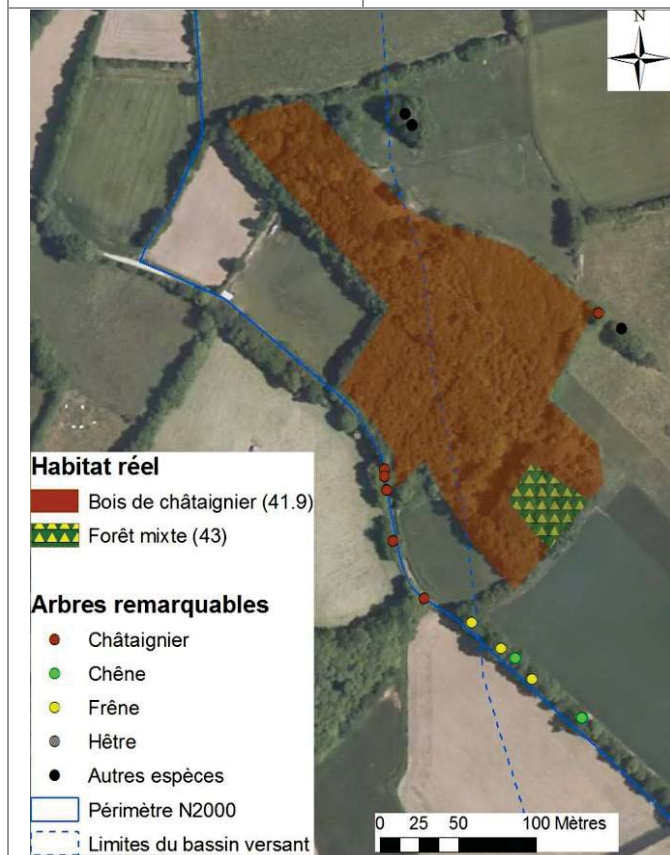 N
Habitat réel
Bois de châtaignier (41.9)
Forêt mixte (43)
Arbres remarquables
Châtaignier
Chêne
Frêne
Hêtre
Autres espèces
Périmètre N2000
Limites du bassin versant
0 25 50 100 Mètres